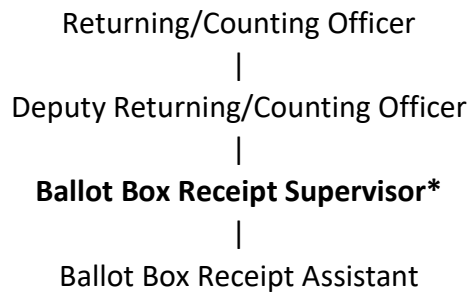 Returning/Counting Officer
|
Deputy Returning/Counting Officer
|
Ballot Box Receipt Supervisor*
|
Ballot Box Receipt Assistant